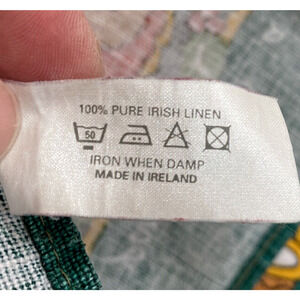 100% PURE IRISH LINEN
50
IRON WHEN DAMP
MADE IN IRELAND